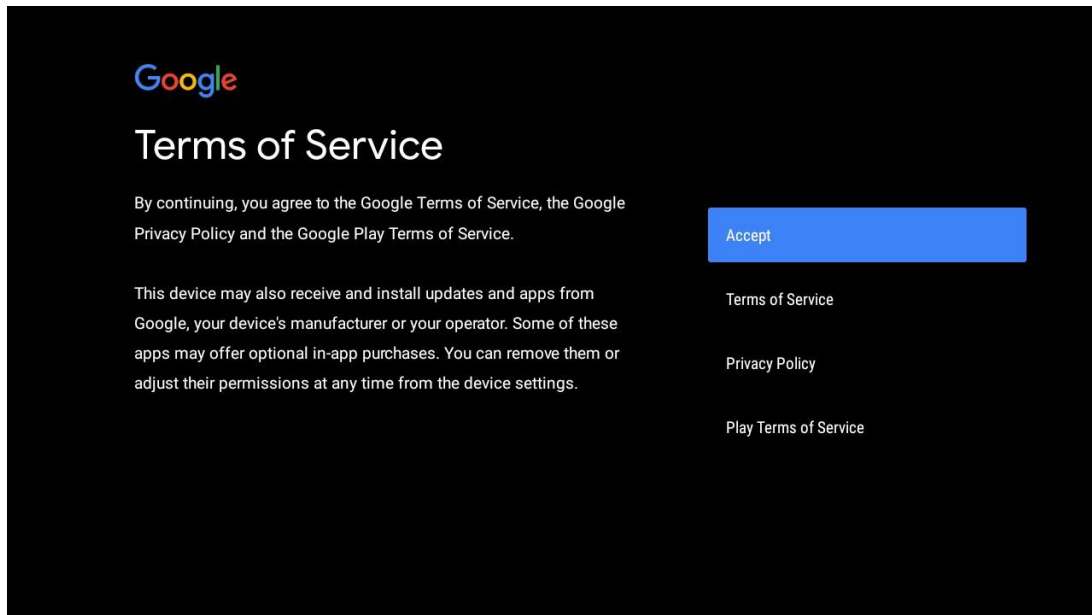 Google
Terms of Service
By continuing, you agree to the Google Terms of Service, the Google
Privacy Policy and the Google Play Terms of Service.
This device may also receive and install updates and apps from
Google, your device's manufacturer or your operator. Some of these
apps may offer optional in-app purchases. You can remove them or
adjust their permissions at any time from the device settings.
Accept
Terms of Service
Privacy Policy
Play Terms of Service